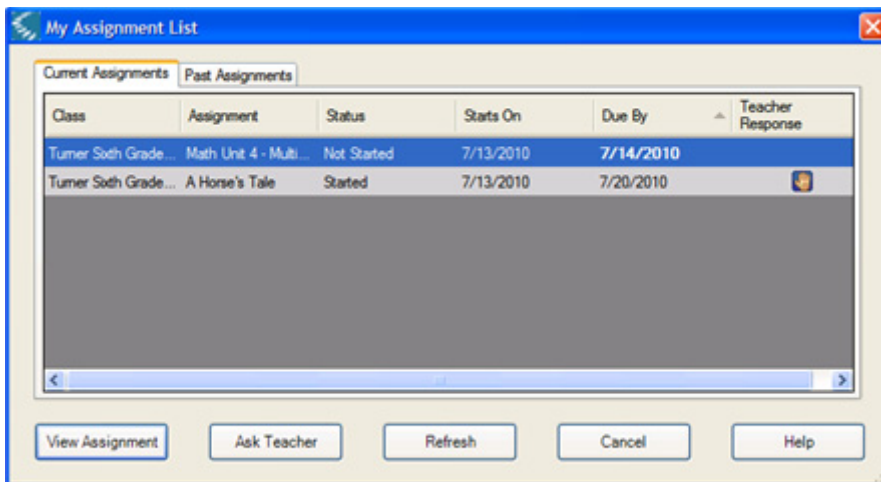 My Assignment List
Current Assignments Past Assignments
Class Assignment Status Starts On Due By Teacher Response
Turner Sixth Grade... Math Unit 4 - Multi... Not Started 7/13/2010 7/14/2010
Turner Sixth Grade... A Horse's Tale Started 7/13/2010 7/20/2010
View Assignment Ask Teacher Refresh Cancel Help